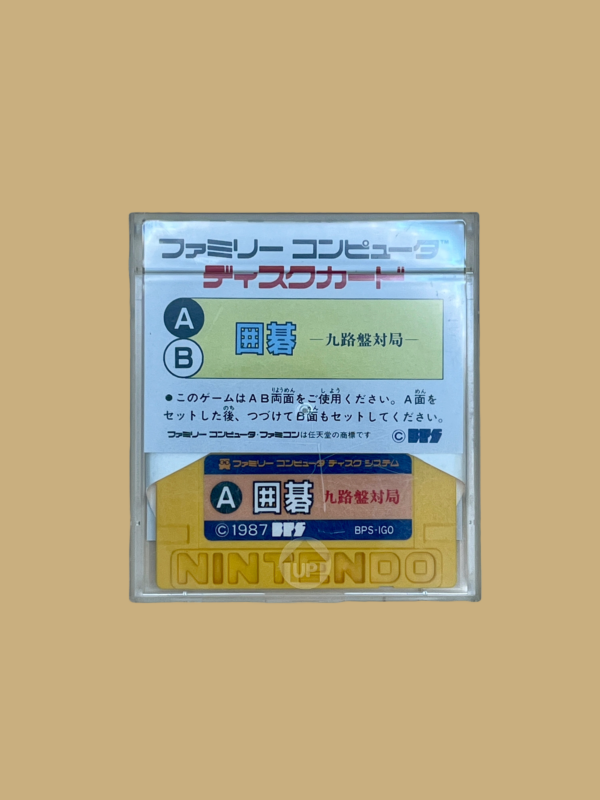 ファミリー コンピュータ™
ディスクカード
A
B
囲碁 ―九路盤対局―
●このゲームはAB両面をご使用ください。A面を
セットした後、つづけてB面もセットしてください。
ファミリー コンピュータ・ファミコンは任天堂の商標です
© BPS
ファミリー コンピュータ ディスク システム
A 囲碁 九路盤対局
©1987 BPS BPS-IGO
NINTENDO